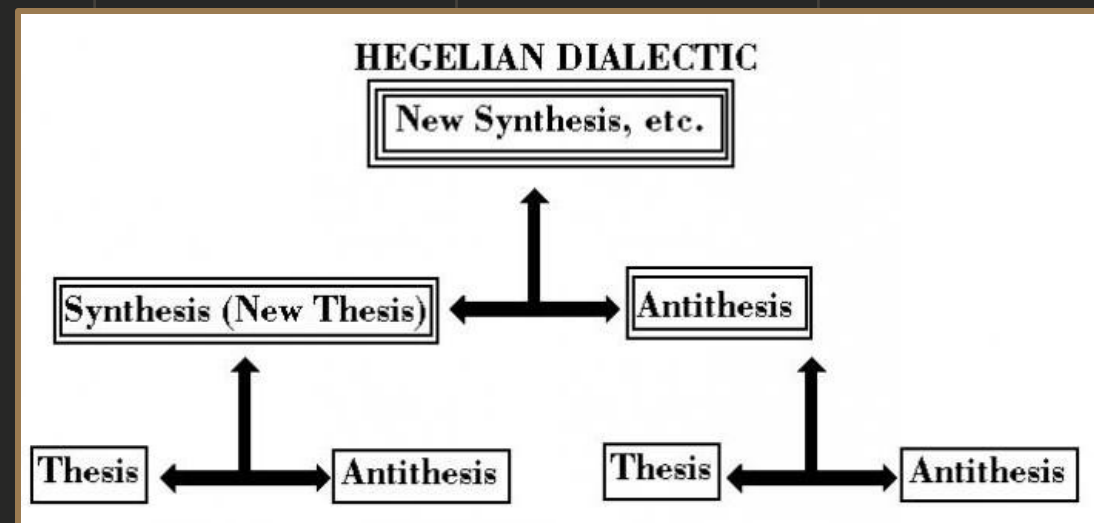 HEGELIAN DIALECTIC
New Synthesis, etc.
Synthesis (New Thesis)
Antithesis
Thesis
Antithesis
Thesis
Antithesis